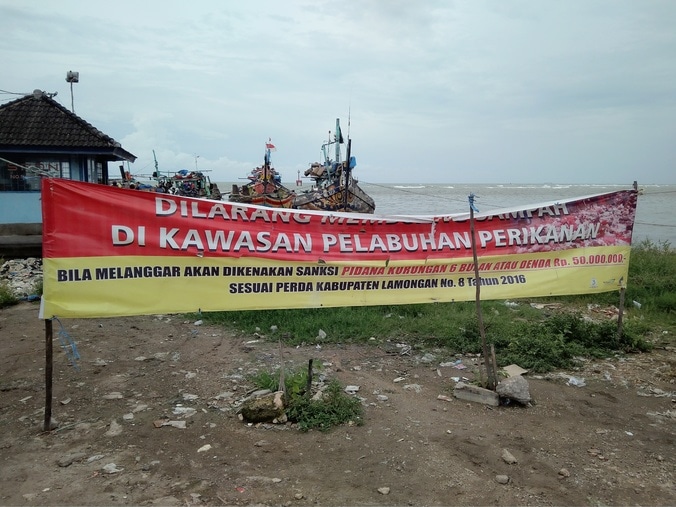 DILARANG SAMPAH
DI KAWASAN PELABUHAN PERIKANAN
BILA MELANGGAR AKAN DIKENAKAN SANKSI PIDANA KURUNGAN 6 BULAN ATAU DENDA Rp. 50.000.000:-
SESUAI PERDA KABUPATEN LAMONGAN No. 8 Tahun 2016